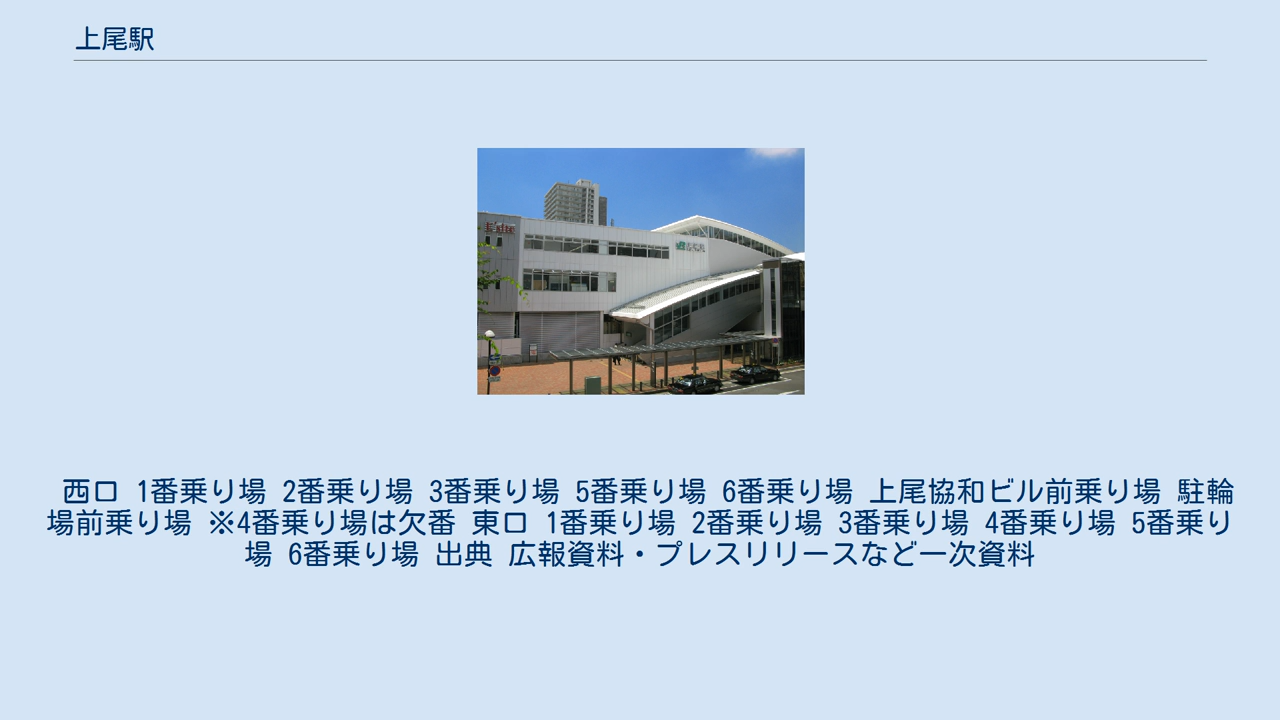 上尾駅
西口 1番乗り場 2番乗り場 3番乗り場 5番乗り場 6番乗り場 上尾協和ビル前乗り場 駐輪
場前乗り場 ※4番乗り場は欠番 東口 1番乗り場 2番乗り場 3番乗り場 4番乗り場 5番乗り
場 6番乗り場 出典 広報資料・プレスリリースなど一次資料